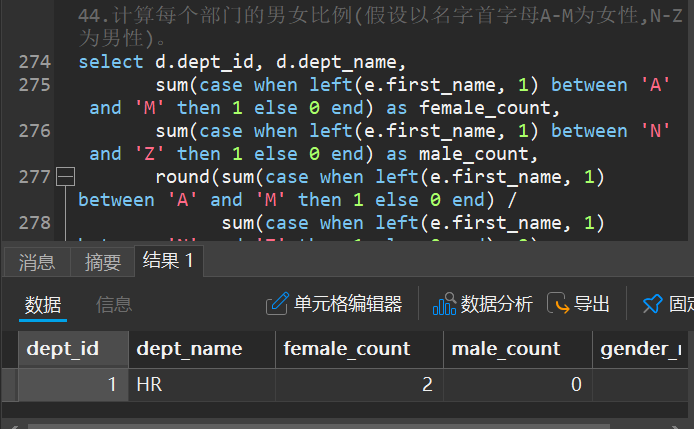 44.计算每个部门的男女比例(假设以名字首字母A-M为女性,N-Z
为男性)。
274 select d.dept_id, d.dept_name,
275 sum(case when left(e.first_name, 1) between 'A'
and 'M' then 1 else 0 end) as female_count,
276 sum(case when left(e.first_name, 1) between 'N'
and 'Z' then 1 else 0 end) as male_count,
277 round(sum(case when left(e.first_name, 1)
between 'A' and 'M' then 1 else 0 end) /
278 sum(case when left(e.first_name, 1)
消息 摘要 结果 1
数据 信息 单元格编辑器 数据分析 导出 固定
dept_id dept_name female_count male_count
1 HR 2 0